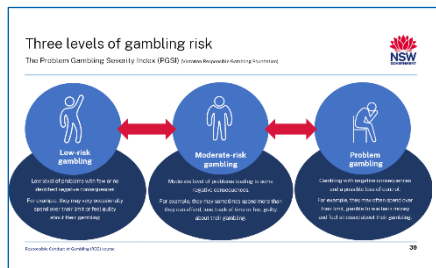 Three levels of gambling risk
The Problem Gambling Severity Index (PGSI) (Victorian Responsible Gambling Foundation)
NSW
GOVERNMENT
Low-risk
gambling
Low level of problems with few or no
identified negative consequences.
For example, they may very occasionally
spend over their limit or feel guilty
about their gambling.
Moderate-risk
gambling
Moderate level of problems leading to some
negative consequences.
For example, they may sometimes spend more than
they can afford, lose track of time or feel guilty
about their gambling.
Problem
gambling
Gambling with negative consequences
and a possible loss of control.
For example, they may often spend over
their limit, gamble to win back money
and feel stressed about their gambling.
Responsible Conduct of Gambling (RCG) course
39